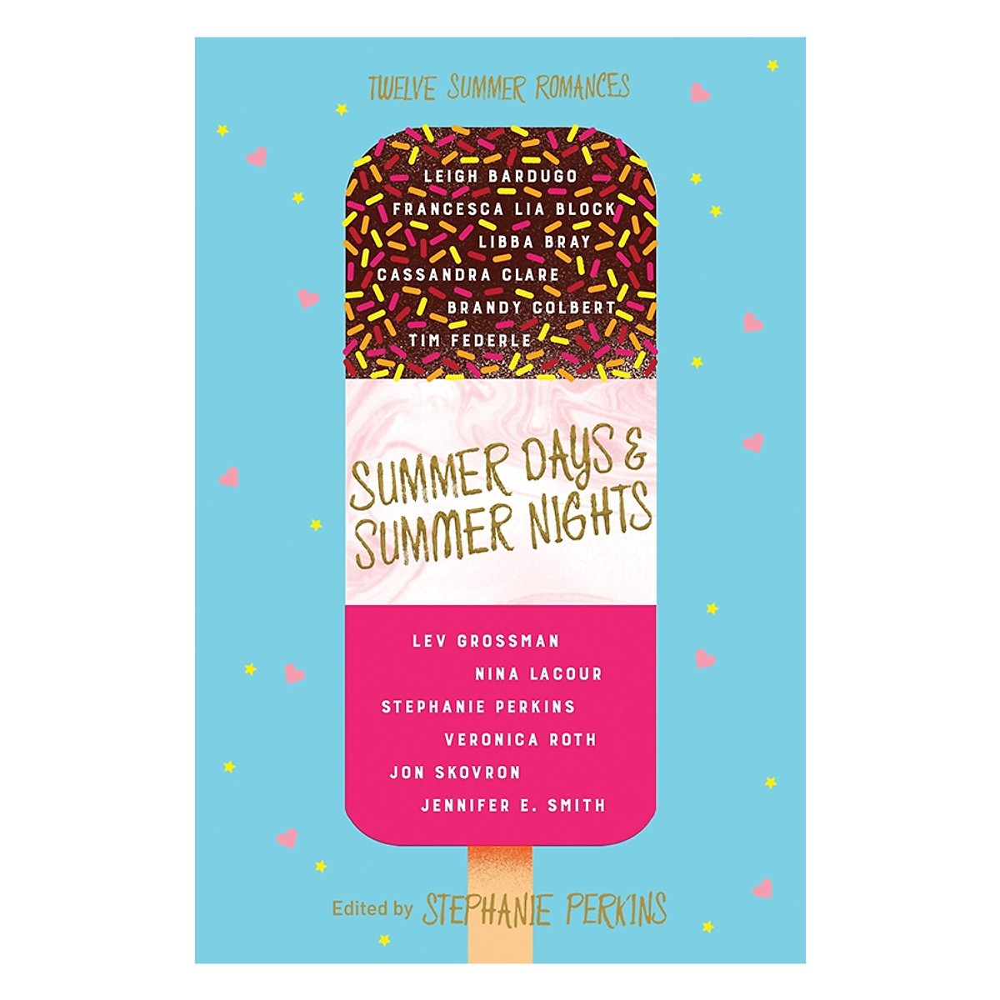 TWELVE SUMMER ROMANCES
LEIGH BARDUGO
FRANCESCA LIA BLOCK
LIBBA BRAY
CASSANDRA CLARE
BRANDY COLBERT
TIM FEDERLE
SUMMER DAYS &
SUMMER NIGHTS
LEV GROSSMAN
NINA LACOUR
STEPHANIE PERKINS
VERONICA ROTH
JON SKOVRON
JENNIFER E. SMITH
Edited by STEPHANIE PERKINS